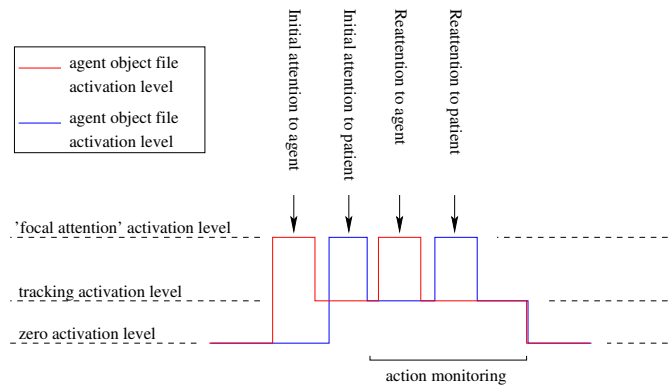 agent object file
activation level
agent object file
activation level
Initial attention
to agent
Initial attention
to patient
Reattention
to agent
Reattention
to patient
'focal attention' activation level
tracking activation level
zero activation level
action monitoring